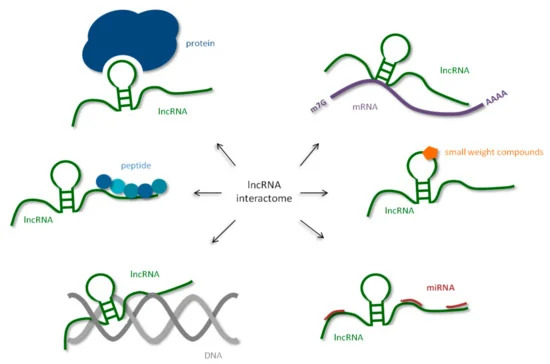 protein
lncRNA
lncRNA
m7G
mRNA
AAAA
peptide
lncRNA
lncRNA
interactome
small weight compounds
lncRNA
lncRNA
DNA
miRNA
lncRNA